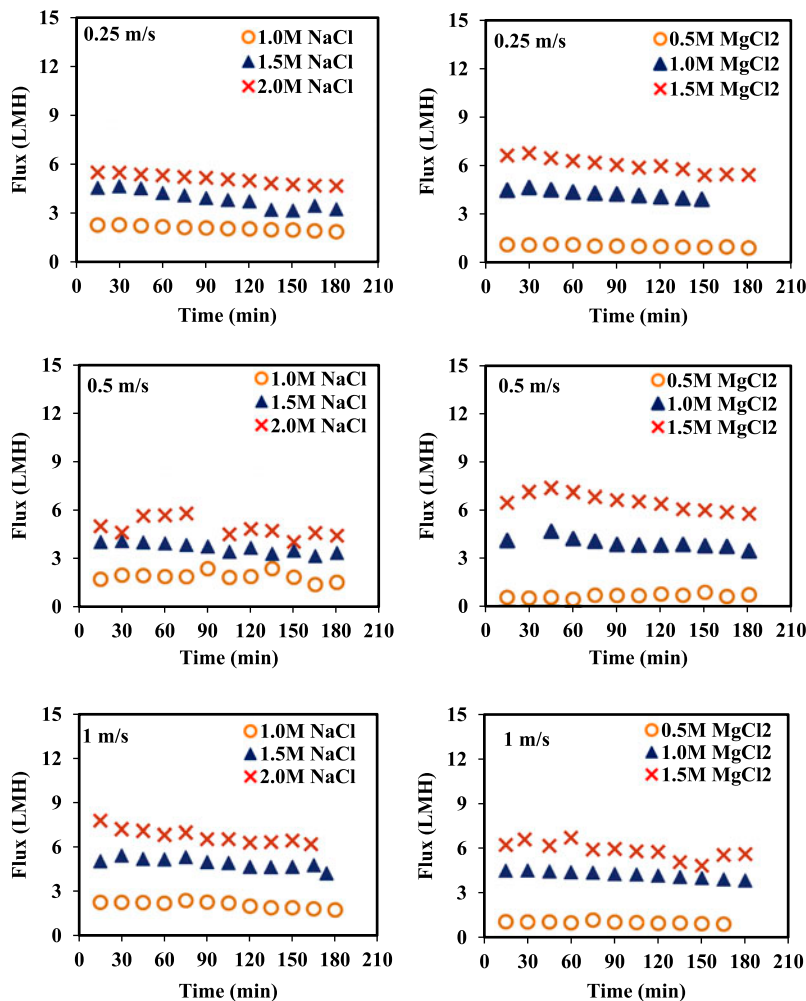 0.25 m/s
1.0M NaCl
1.5M NaCl
2.0M NaCl
15
12
9
6
3
0
Flux (LMH)
0 30 60 90 120 150 180 210
Time (min)
0.25 m/s
0.5M MgCl2
1.0M MgCl2
1.5M MgCl2
15
12
9
6
3
0
Flux (LMH)
0 30 60 90 120 150 180 210
Time (min)
0.5 m/s
1.0M NaCl
1.5M NaCl
2.0M NaCl
15
12
9
6
3
0
Flux (LMH)
0 30 60 90 120 150 180 210
Time (min)
0.5 m/s
0.5M MgCl2
1.0M MgCl2
1.5M MgCl2
15
12
9
6
3
0
Flux (LMH)
0 30 60 90 120 150 180 210
Time (min)
1 m/s
1.0M NaCl
1.5M NaCl
2.0M NaCl
15
12
9
6
3
0
Flux (LMH)
0 30 60 90 120 150 180 210
Time (min)
1 m/s
0.5M MgCl2
1.0M MgCl2
1.5M MgCl2
15
12
9
6
3
0
Flux (LMH)
0 30 60 90 120 150 180 210
Time (min)